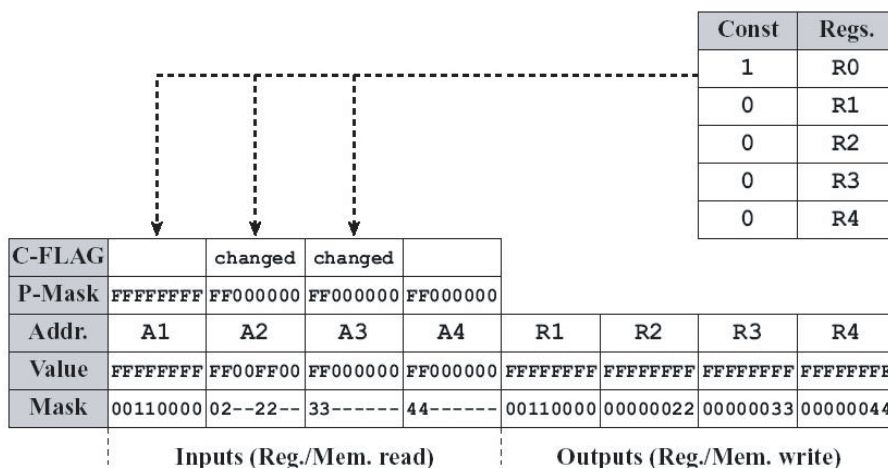 Const Regs.
1 R0
0 R1
0 R2
0 R3
0 R4
C-FLAG changed changed
P-Mask FFFFFFFF FF000000 FF000000 FF000000
Addr. A1 A2 A3 A4 R1 R2 R3 R4
Value FFFFFFFF FF00FF00 FF000000 FF000000 FFFFFFFF FFFFFFFF FFFFFFFF FFFFFFFF
Mask 00110000 02--22-- 33------ 44------ 00110000 00000022 00000033 00000044
Inputs (Reg./Mem. read) Outputs (Reg./Mem. write)